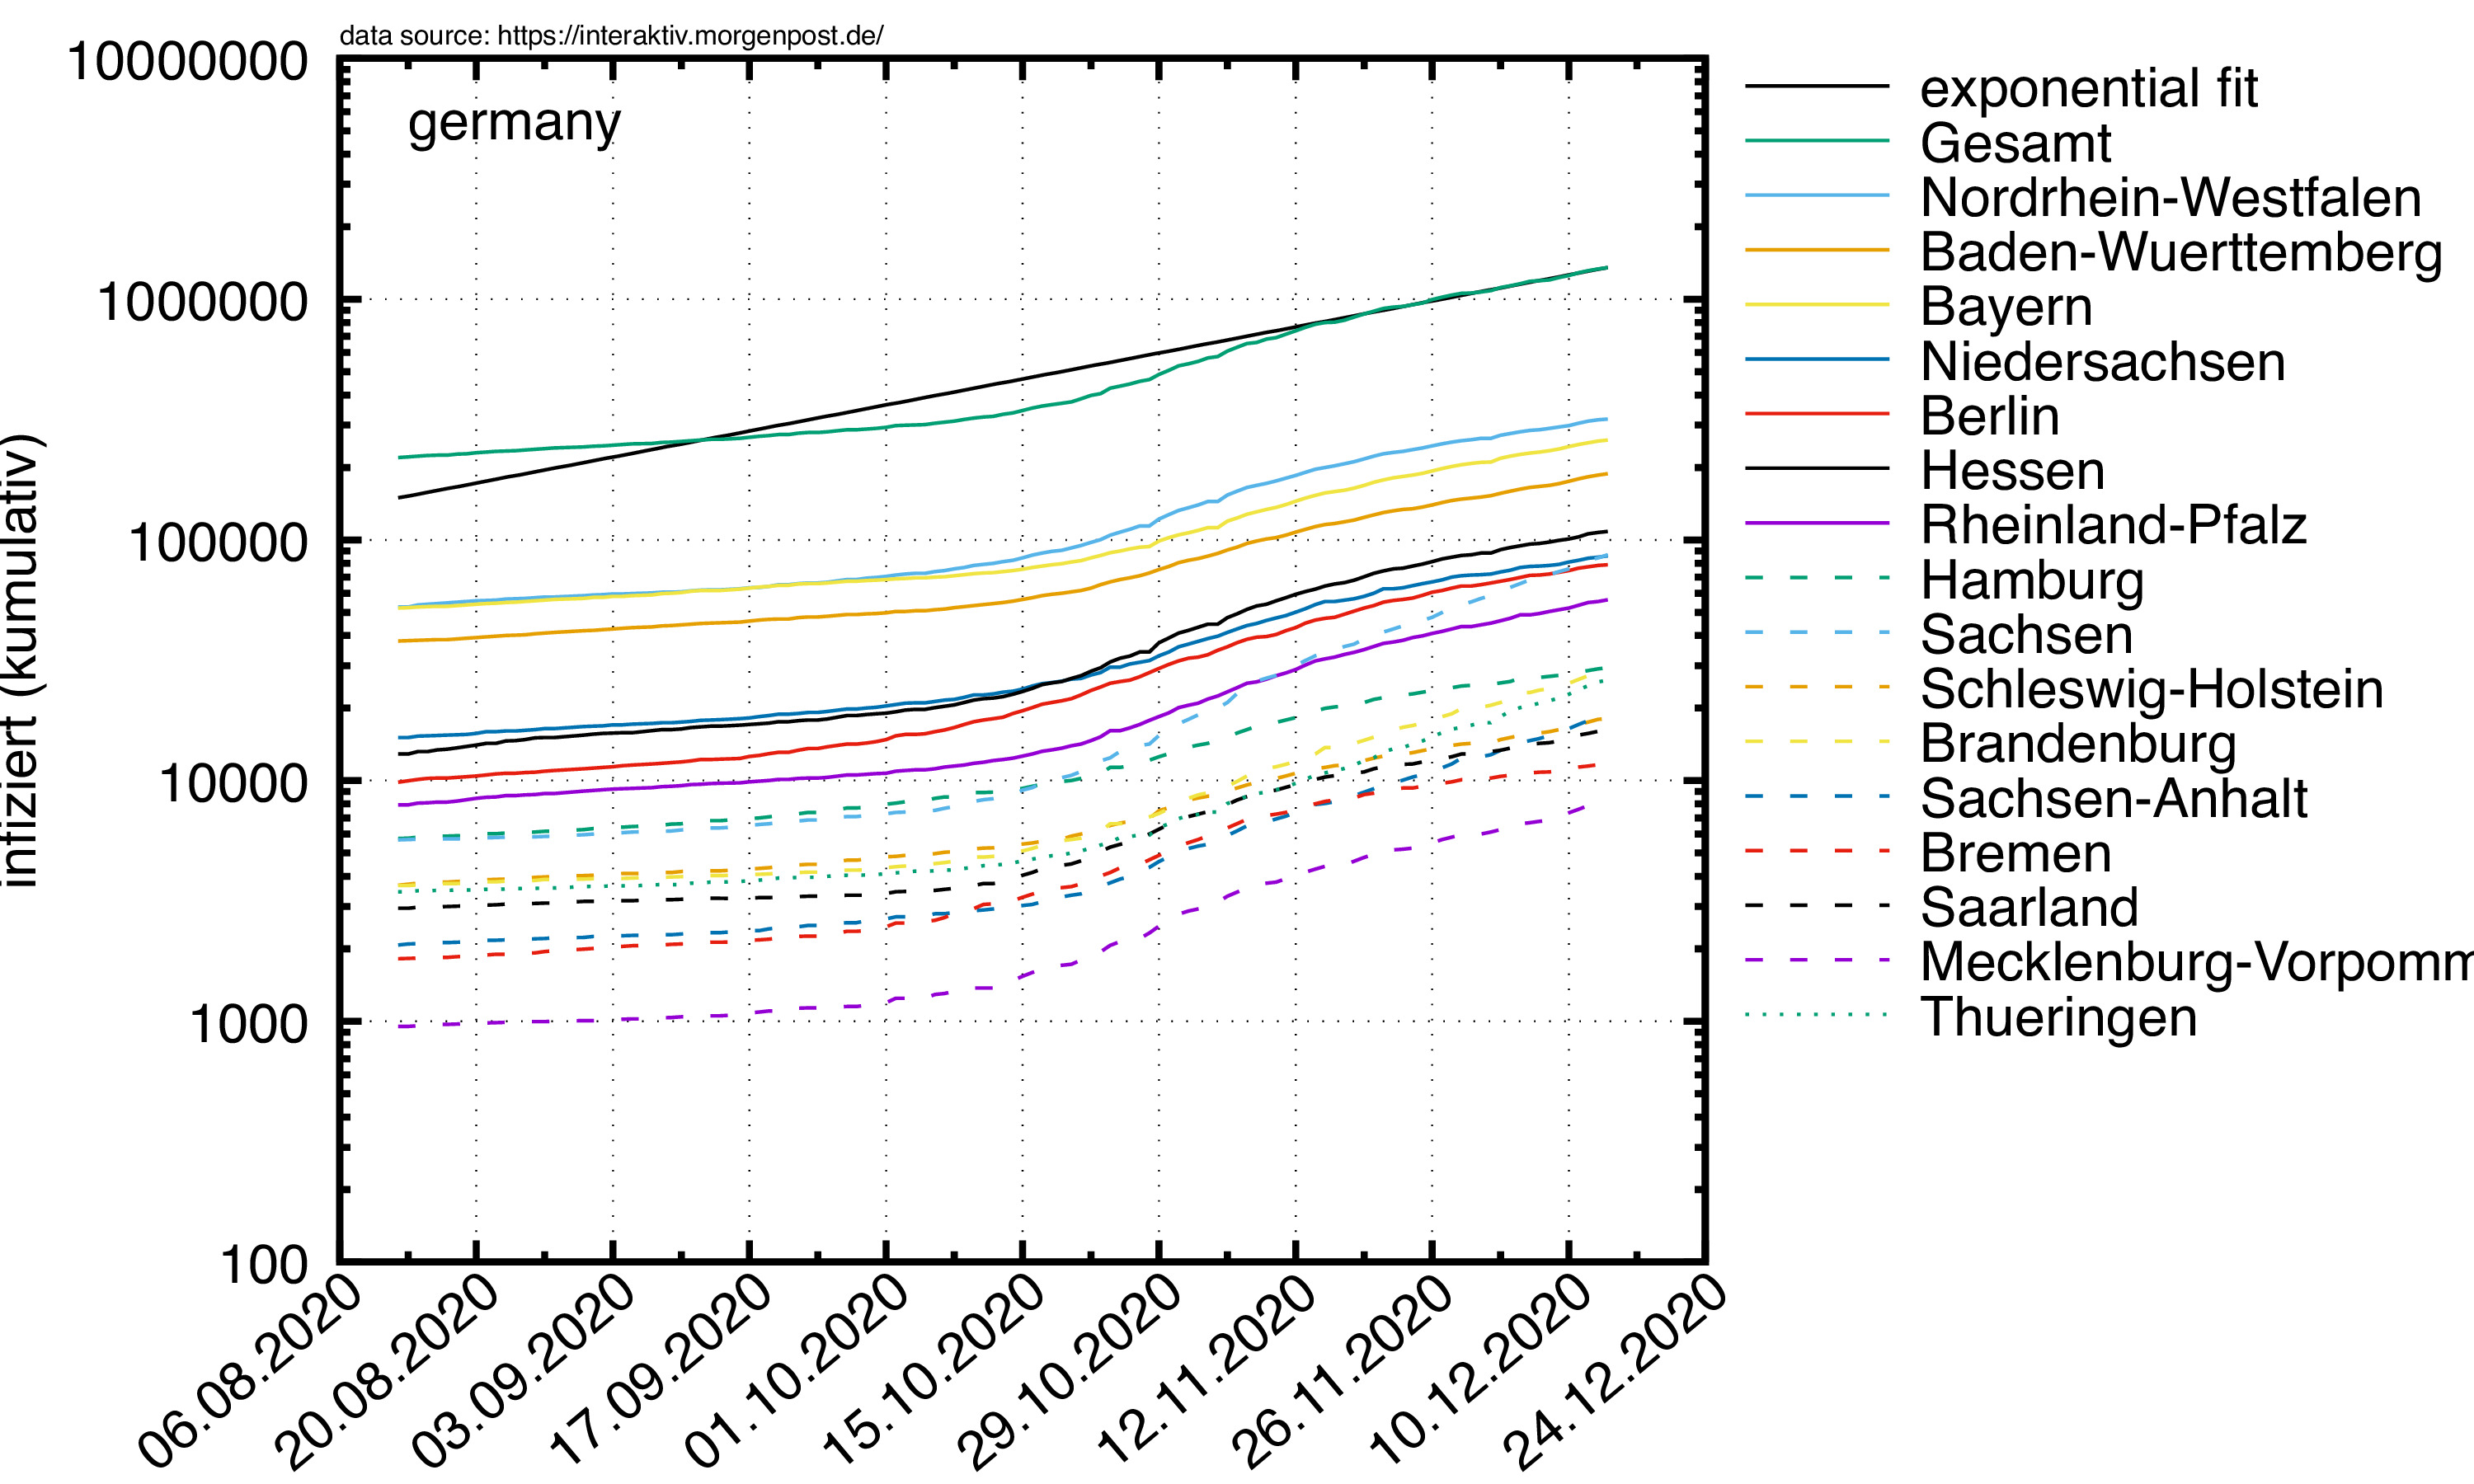 data source: https://interaktiv.morgenpost.de/
germany
infiziert (kumulativ)
10000000
1000000
100000
10000
1000
100
06.08.2020
20.08.2020
03.09.2020
17.09.2020
01.10.2020
15.10.2020
29.10.2020
12.11.2020
26.11.2020
10.12.2020
24.12.2020
exponential fit
Gesamt
Nordrhein-Westfalen
Baden-Wuerttemberg
Bayern
Niedersachsen
Berlin
Hessen
Rheinland-Pfalz
Hamburg
Sachsen
Schleswig-Holstein
Brandenburg
Sachsen-Anhalt
Bremen
Saarland
Mecklenburg-Vorpomm
Thueringen